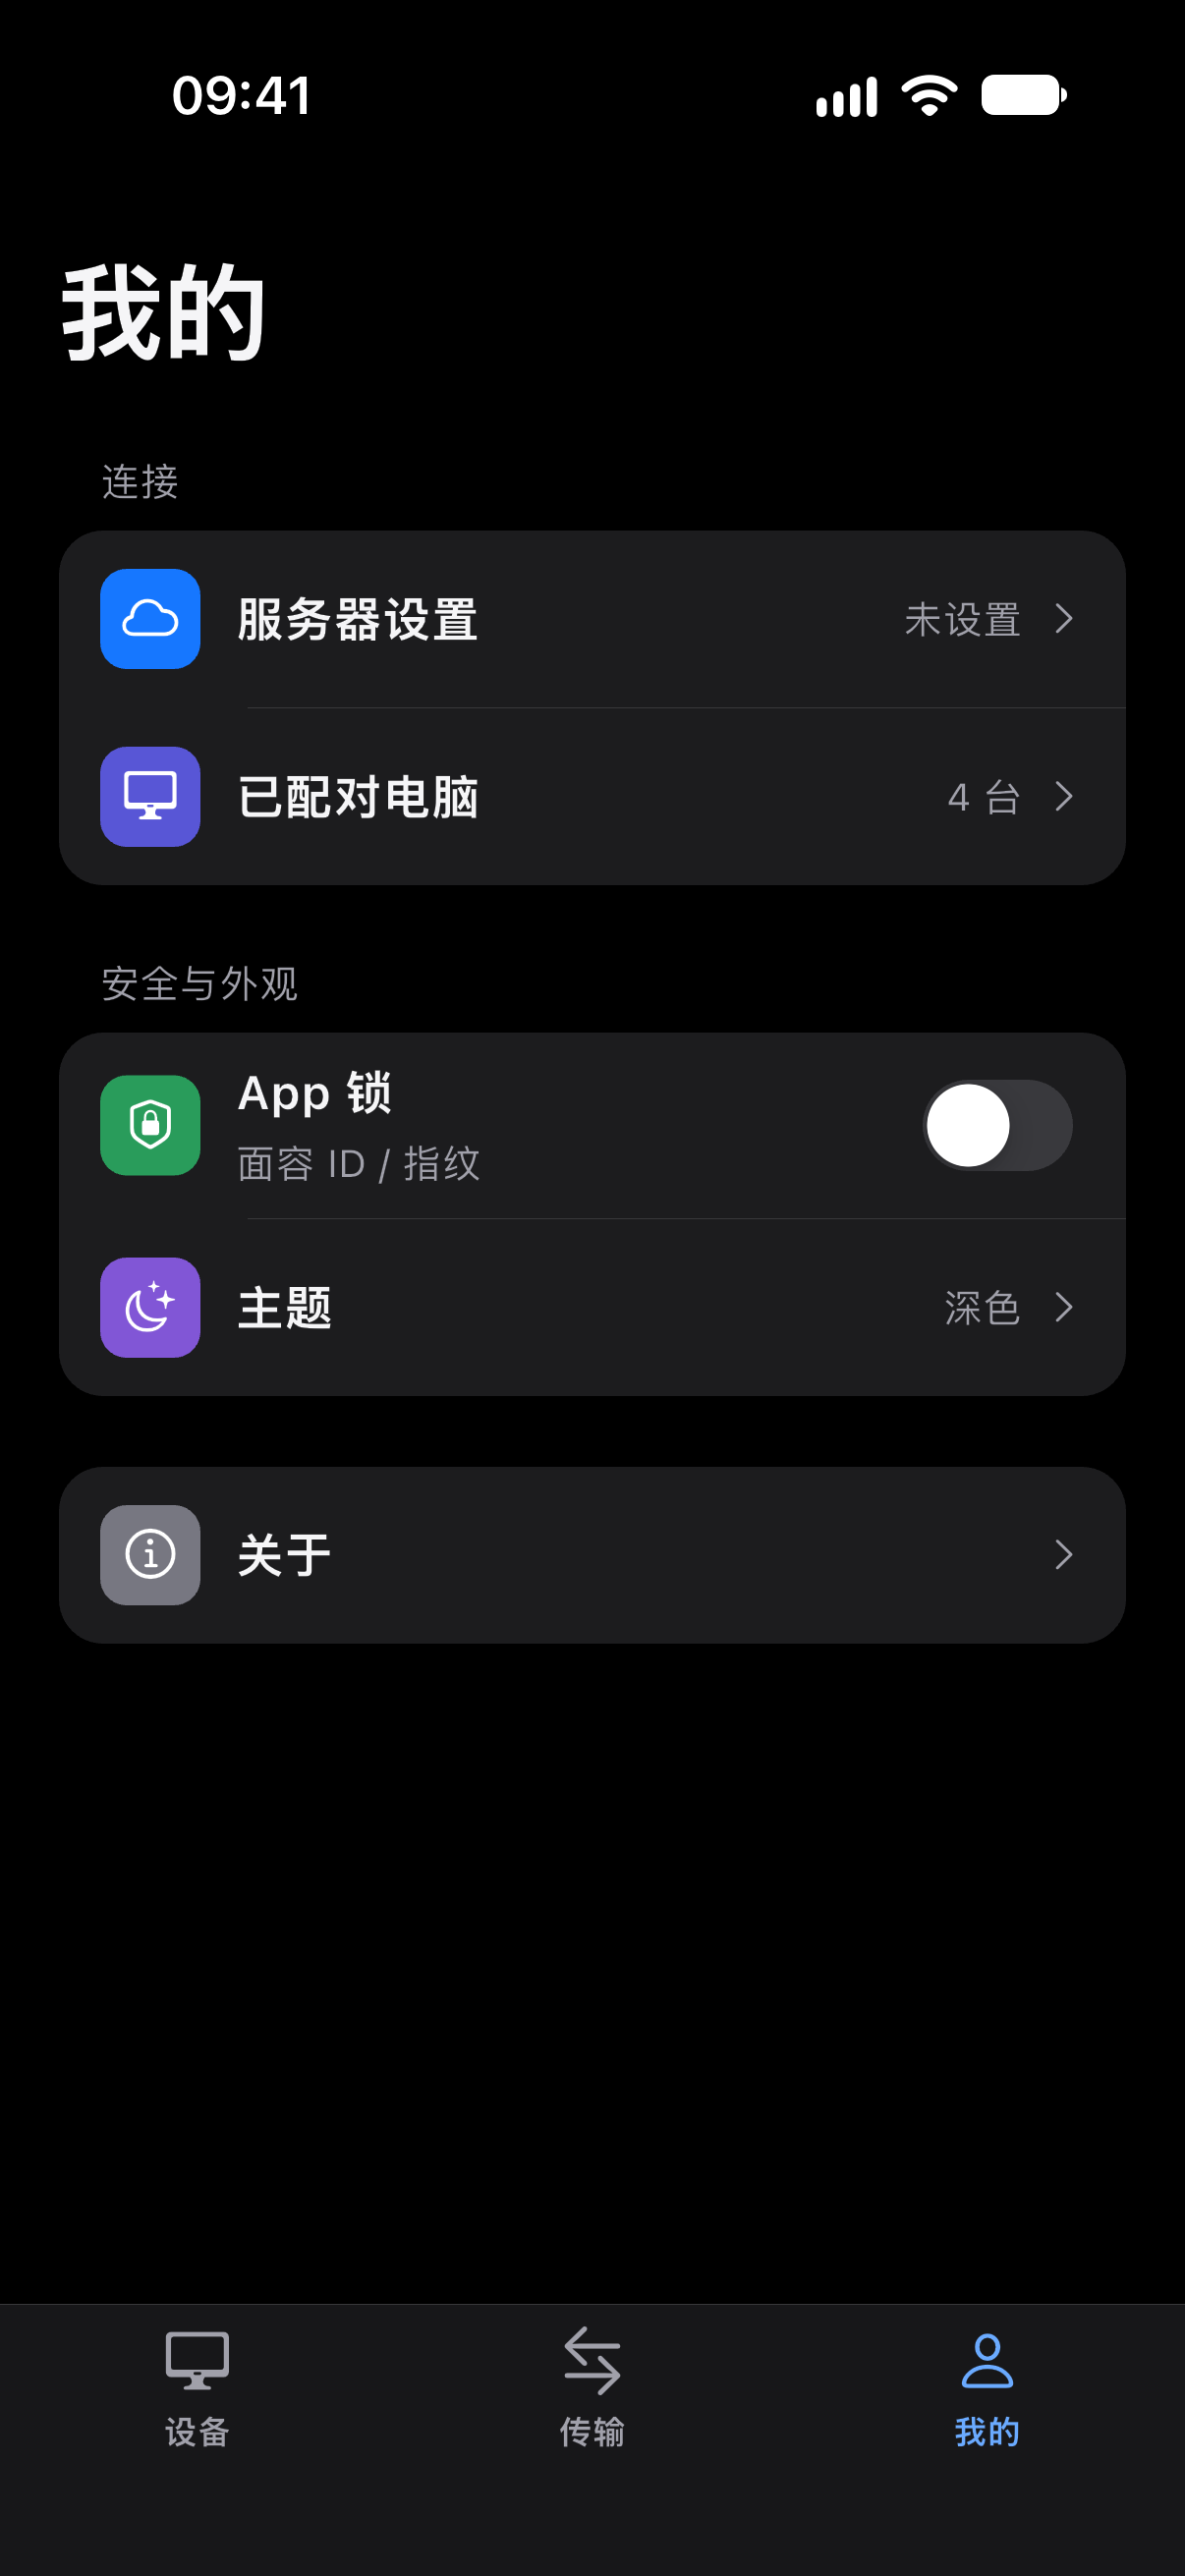 09:41
我的
连接
服务器设置
未设置
已配对电脑
4 台
安全与外观
App 锁
面容 ID / 指纹
主题
深色
关于
设备
传输
我的